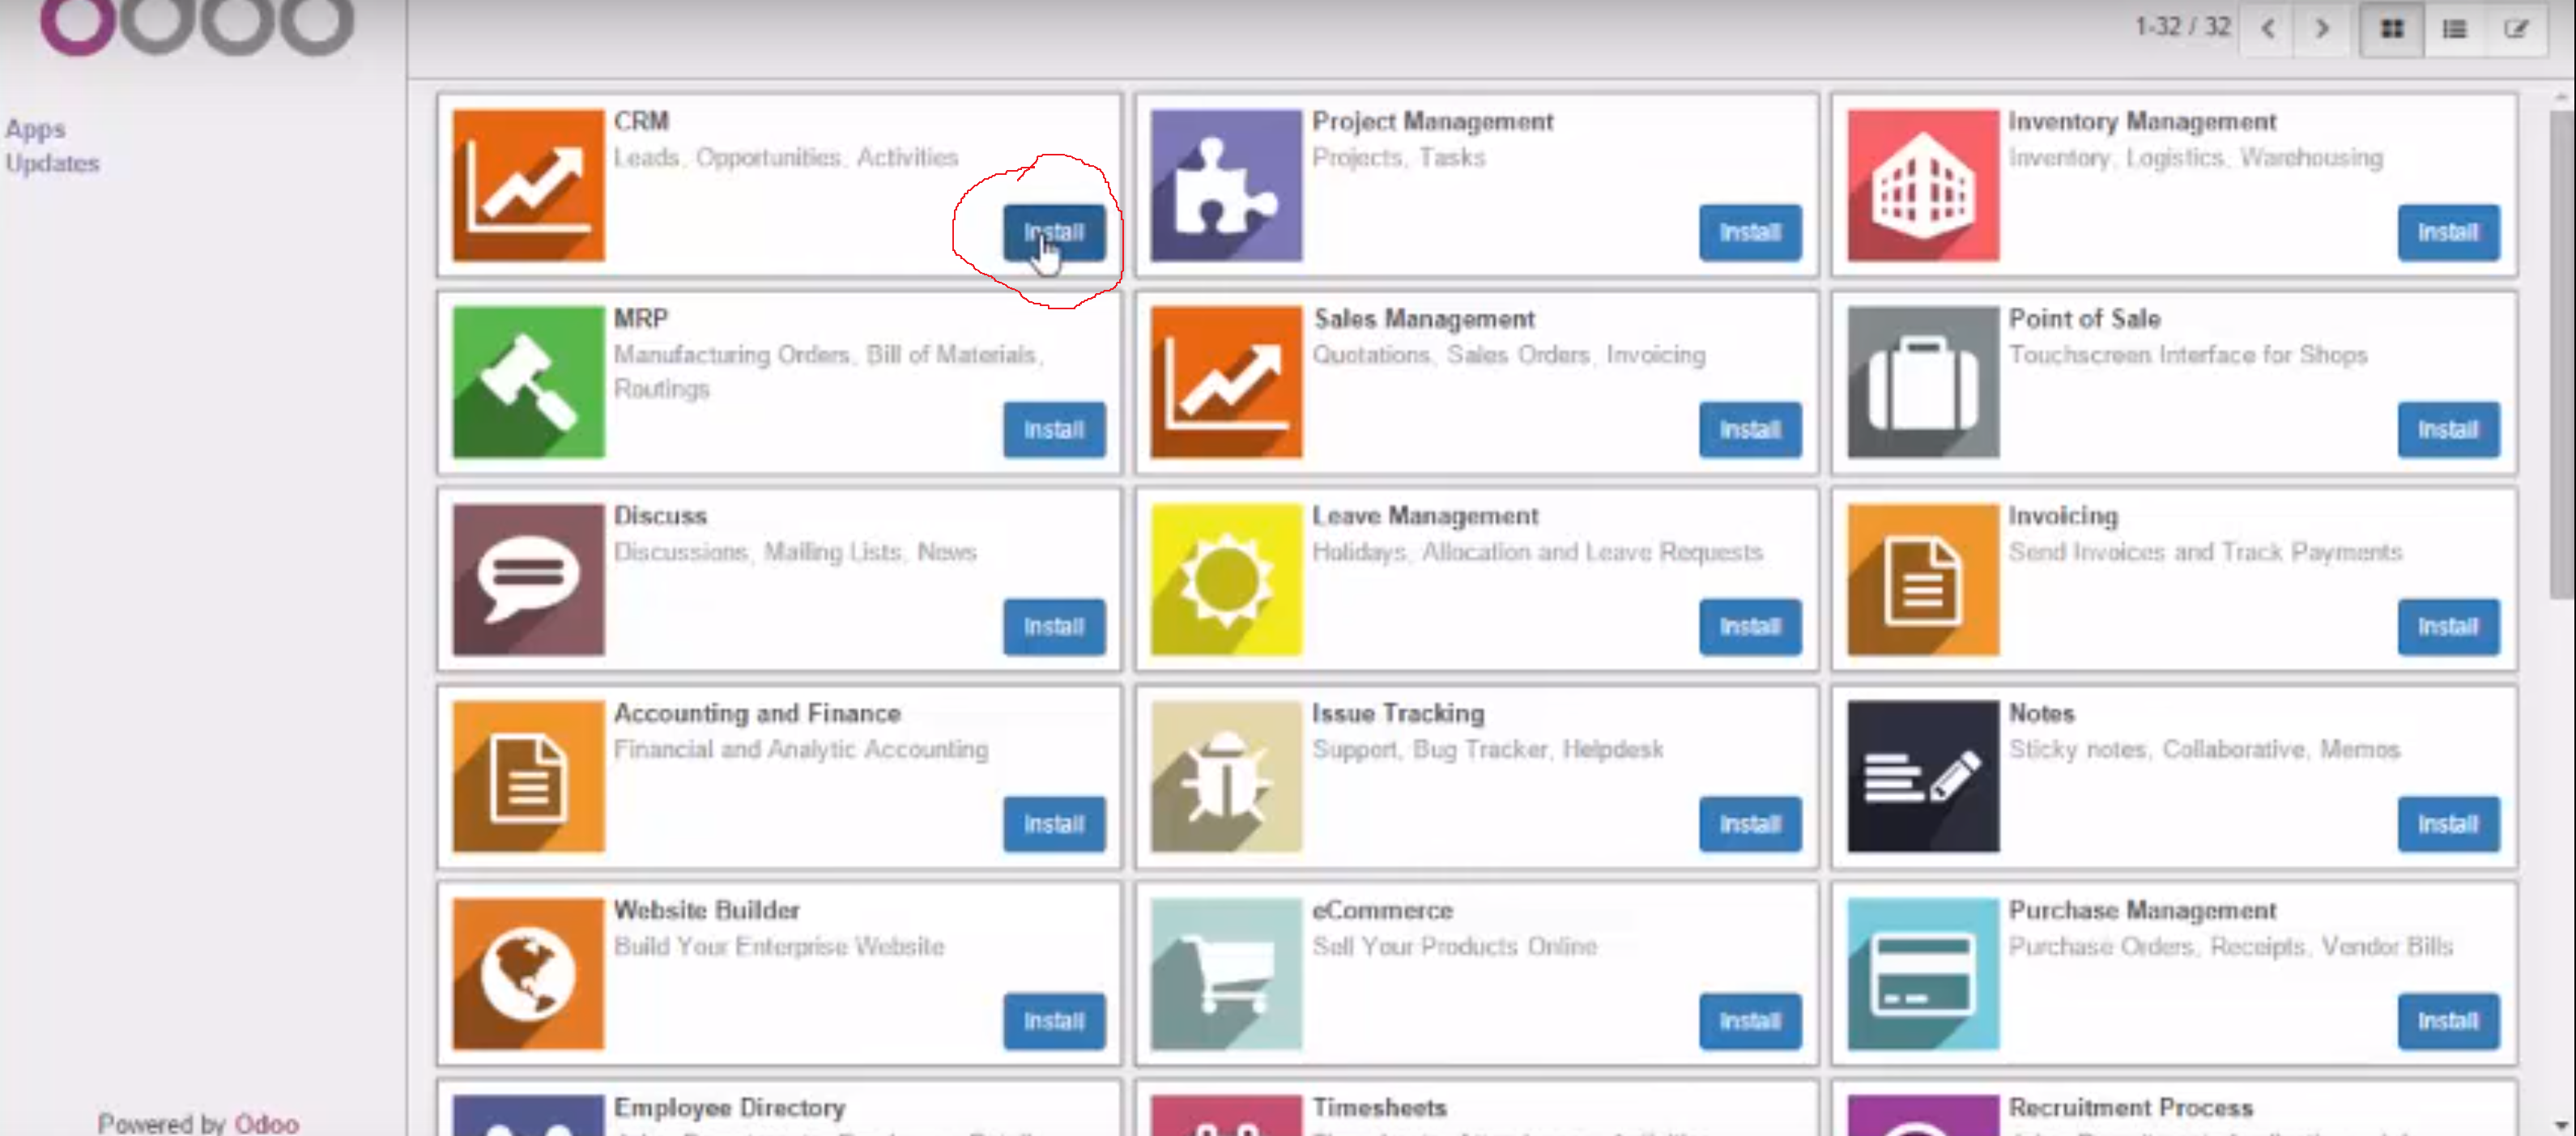 odoo
1-32 / 32
Apps
Updates
CRM
Leads, Opportunities, Activities
Install
Project Management
Projects, Tasks
Install
Inventory Management
Inventory, Logistics, Warehousing
Install
MRP
Manufacturing Orders, Bill of Materials,
Routings
Install
Sales Management
Quotations, Sales Orders, Invoicing
Install
Point of Sale
Touchscreen Interface for Shops
Install
Discuss
Discussions, Mailing Lists, News
Install
Leave Management
Holidays, Allocation and Leave Requests
Install
Invoicing
Send Invoices and Track Payments
Install
Accounting and Finance
Financial and Analytic Accounting
Install
Issue Tracking
Support, Bug Tracker, Helpdesk
Install
Notes
Sticky notes, Collaborative, Memos
Install
Website Builder
Build Your Enterprise Website
Install
eCommerce
Sell Your Products Online
Install
Purchase Management
Purchase Orders, Receipts, Vendor Bills
Install
Employee Directory
Timesheets
Recruitment Process
Powered by Odoo